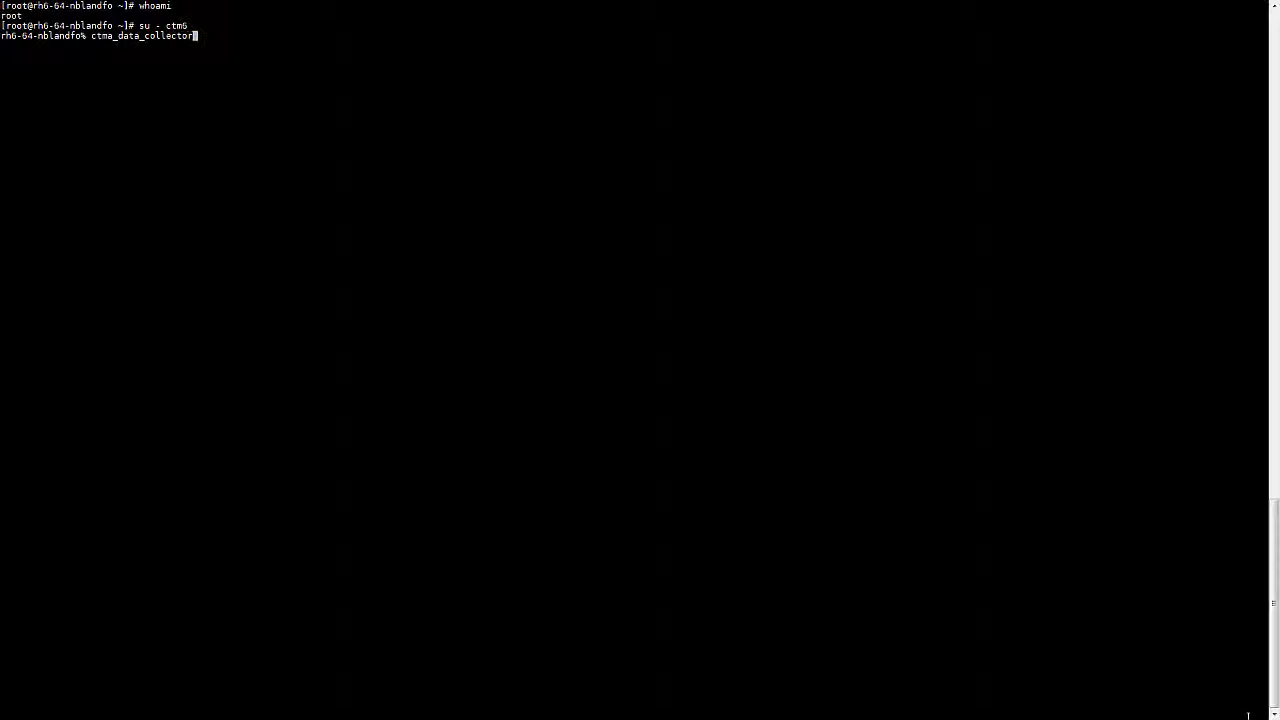 [root@rh6-64-nblandfo ~]# whoami
root
[root@rh6-64-nblandfo ~]# su - ctm6
rh6-64-nblandfo% ctma_data_collector